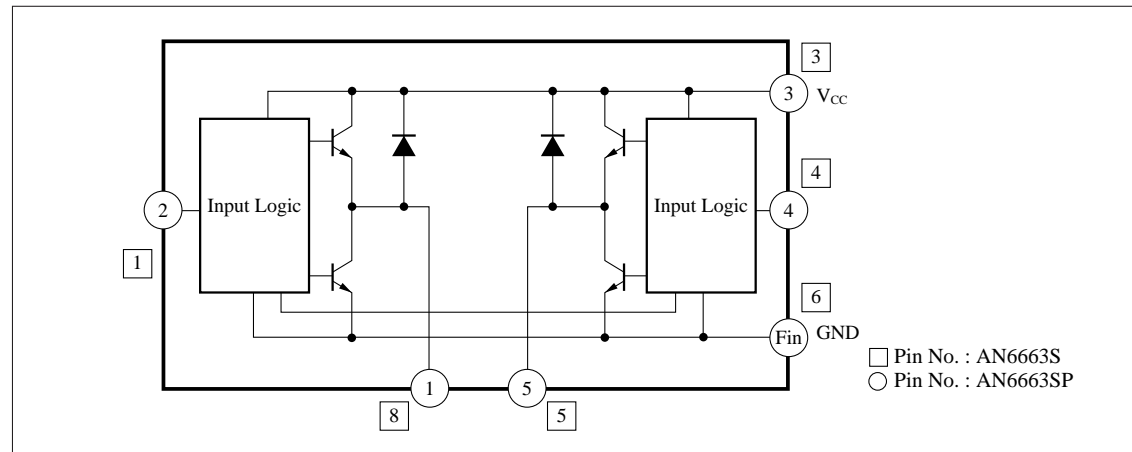 3
3
V_CC
Input Logic
Input Logic
2
4
4
1
6
Fin
GND
□ Pin No. : AN6663S
○ Pin No. : AN6663SP
1
5
8
5